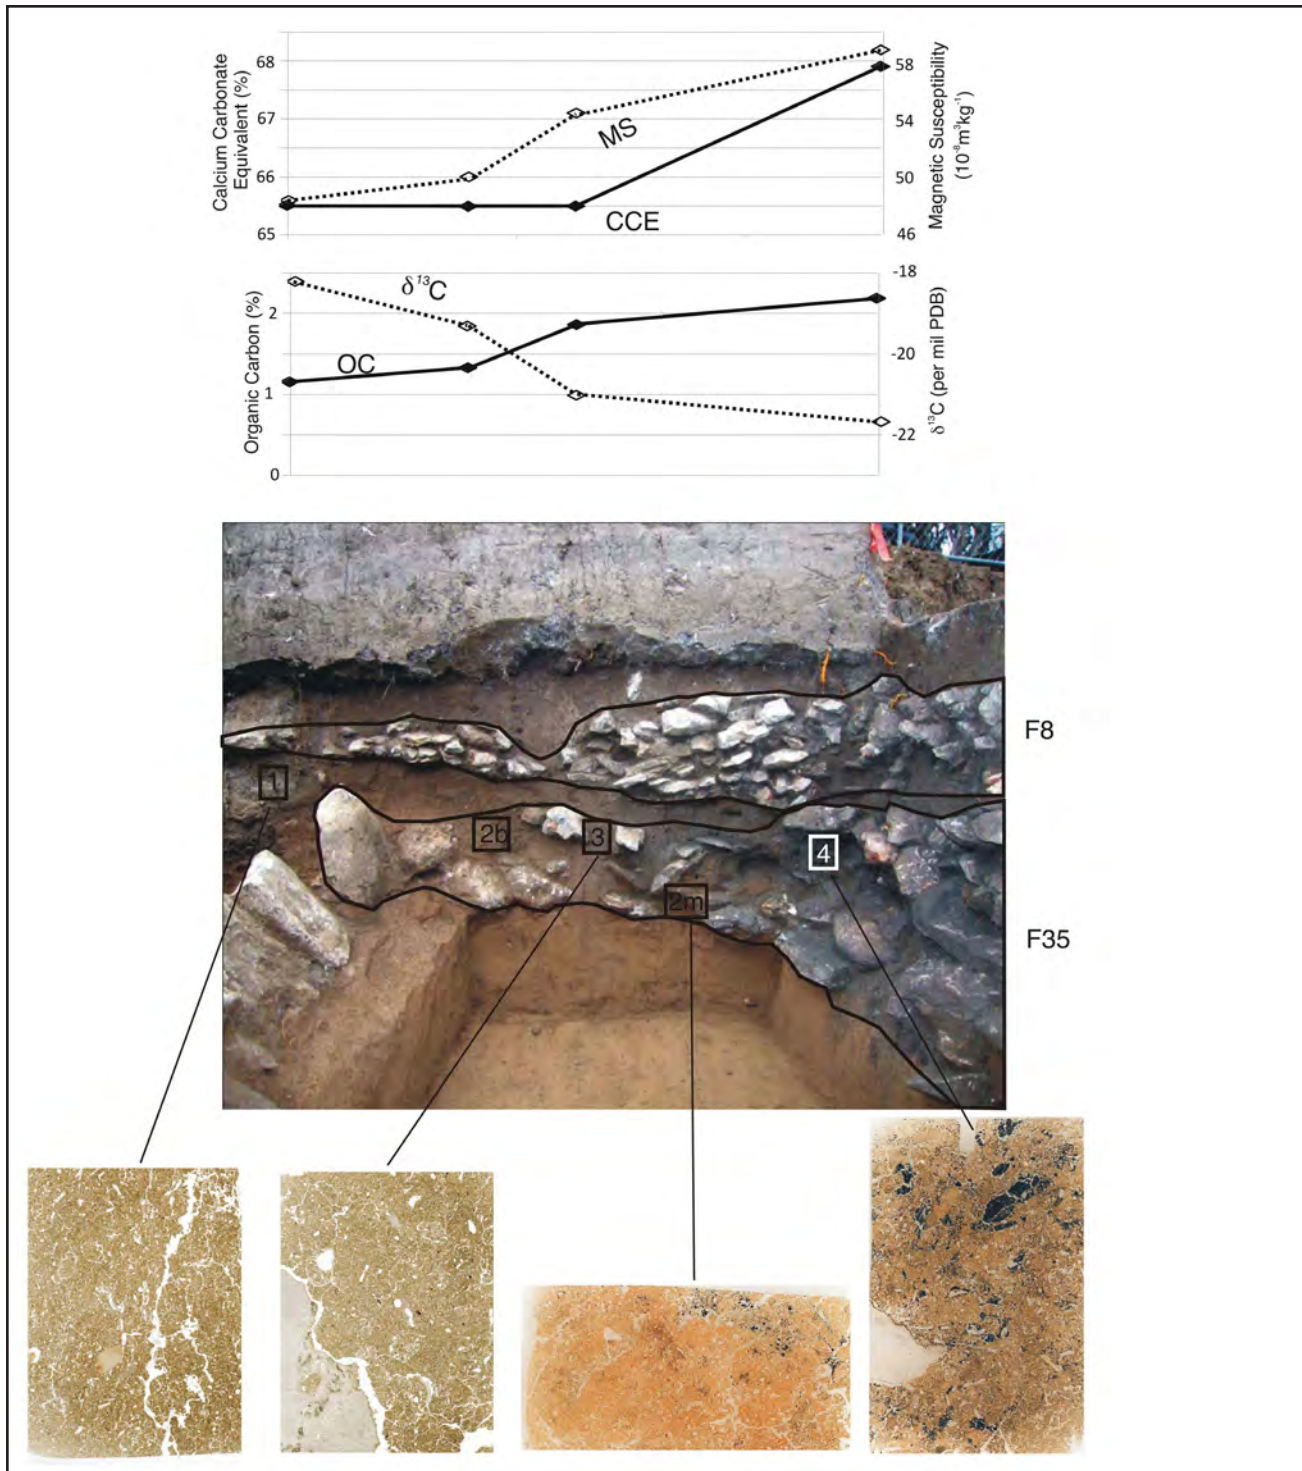 Calcium Carbonate
Equivalent (%)
68
67
66
65
MS
CCE
58
54
50
46
Magnetic Susceptibility
(10⁻⁸m³kg⁻¹)
Organic Carbon (%)
2
1
0
δ¹³C
OC
-18
-20
-22
δ¹³C (per mil PDB)
F8
1
2b
3
4
2m
F35